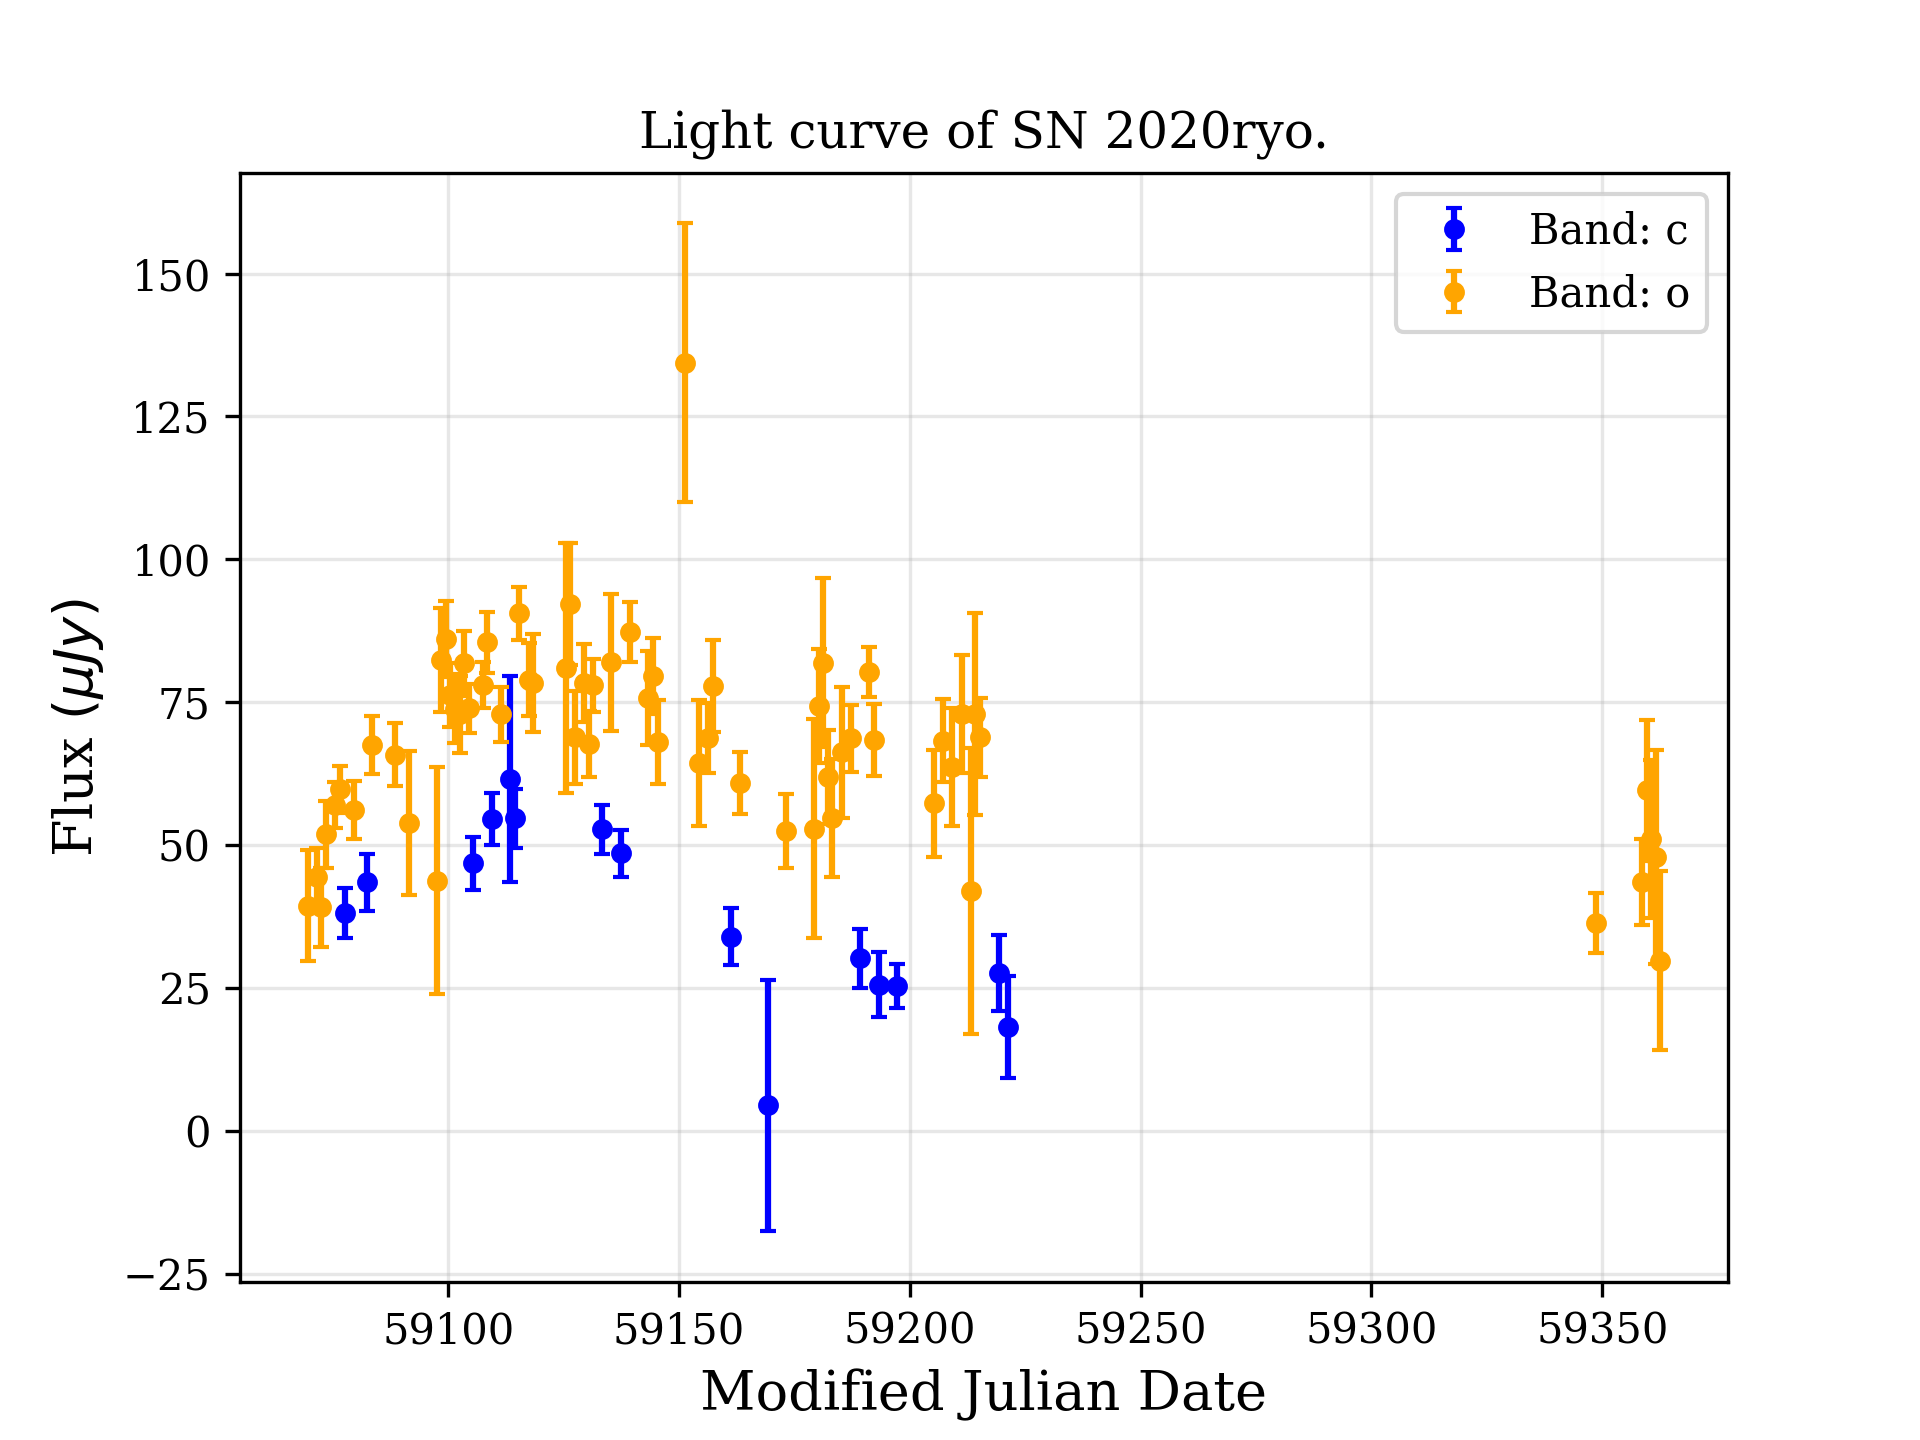 Light curve of SN 2020ryo.
Band: c
Band: o
150
125
100
75
50
25
0
−25
Flux (μJy)
59100 59150 59200 59250 59300 59350
Modified Julian Date